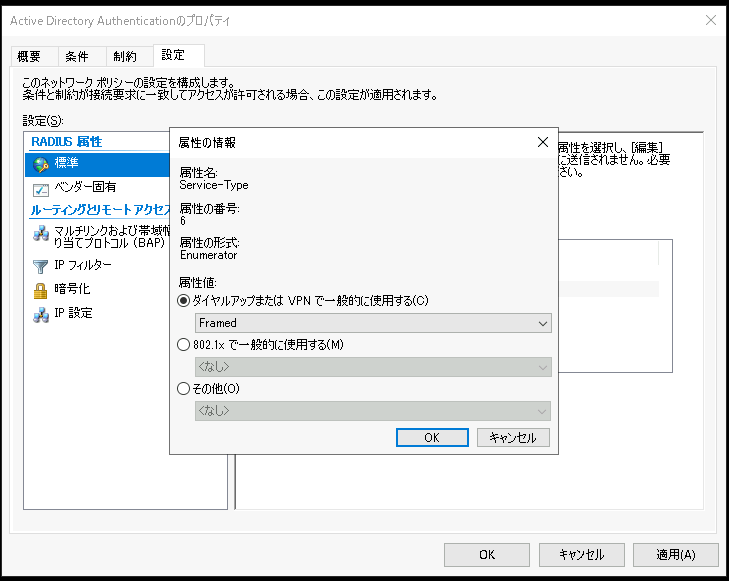 Active Directory Authenticationのプロパティ
概要
条件
制約
設定
このネットワーク ポリシーの設定を構成します。
条件と制約が接続要求に一致してアクセスが許可される場合、この設定が適用されます。
設定(S):
RADIUS 属性
標準
ベンダー固有
ルーティングとリモート アクセス
マルチリンクおよび帯域幅
り当てプロトコル (BAP)
IP フィルター
暗号化
IP 設定
属性を選択し、[編集]
に送信されません。必要
さい。
属性の情報
属性名:
Service-Type
属性の番号:
6
属性の形式:
Enumerator
属性値:
ダイヤルアップまたは VPN で一般的に使用する(C)
Framed
802.1x で一般的に使用する(M)
<なし>
その他(O)
<なし>
OK
キャンセル
OK
キャンセル
適用(A)